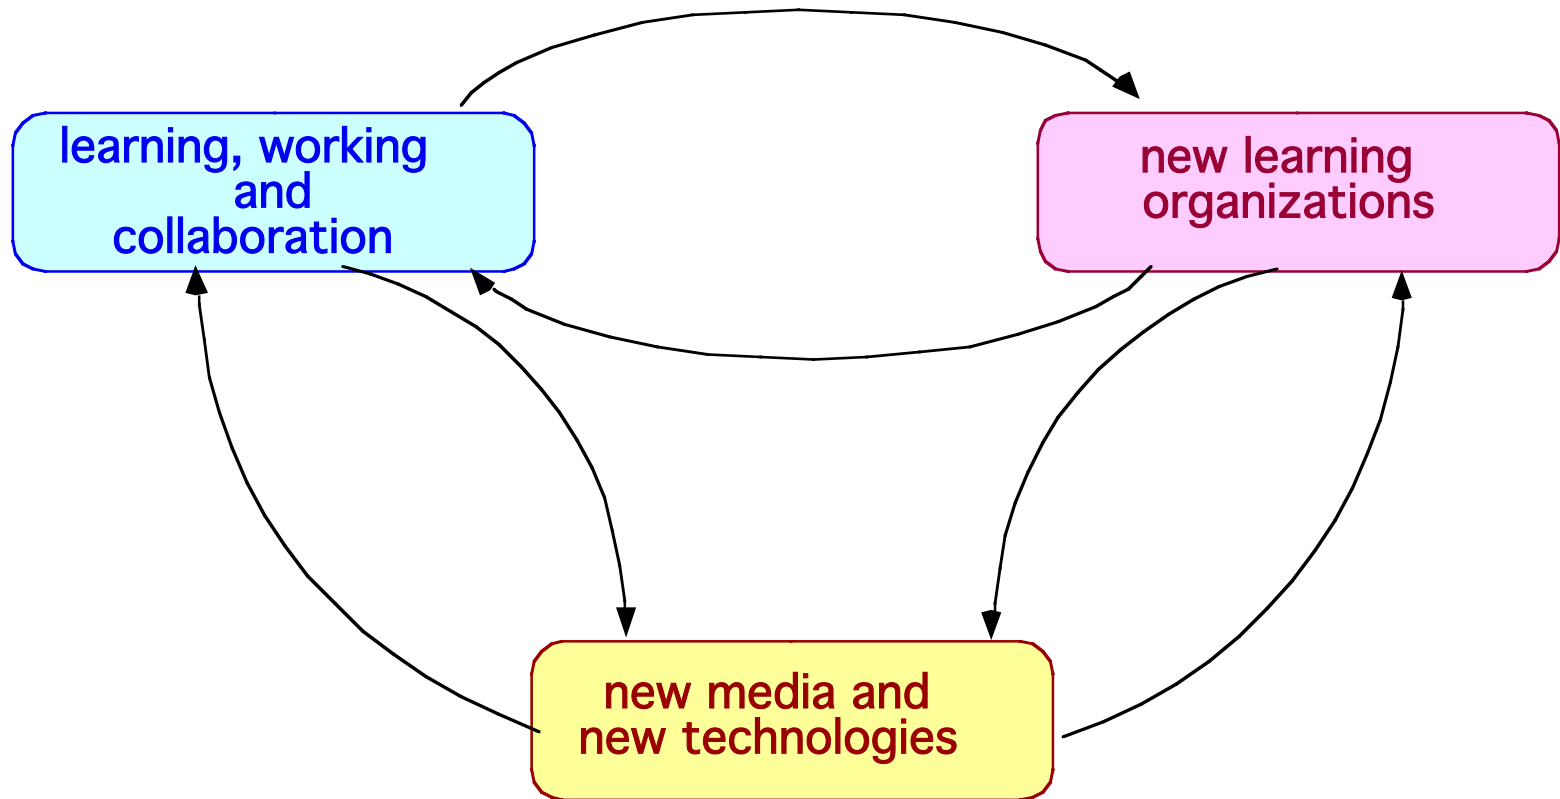 learning, working
and
collaboration
new learning
organizations
new media and
new technologies